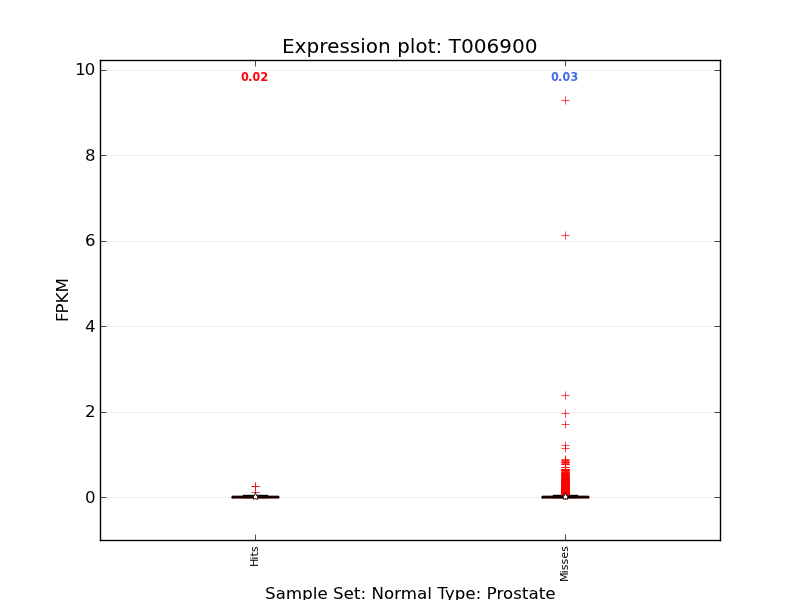 Expression plot: T006900
10
0.02
0.03
8
6
FPKM
4
2
0
Hits
Misses
Sample Set: Normal Type: Prostate